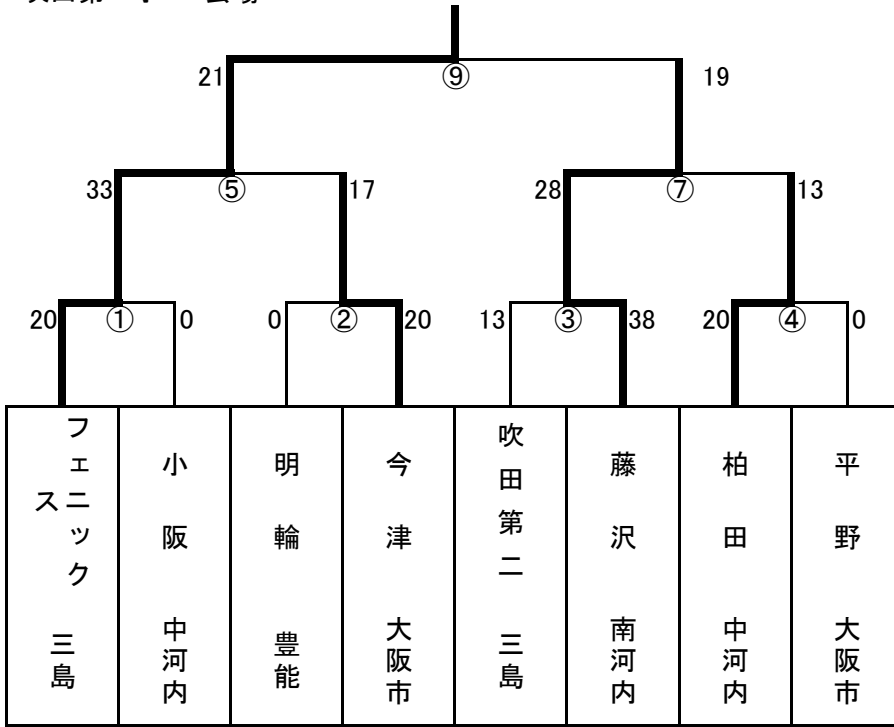 21 ⑨ 19
33 ⑤ 17 28 ⑦ 13
20 ① 0 0 ② 20 13 ③ 38 20 ④ 0
フェニックス 三島
小阪 中河内
明輪 豊能
今津 大阪市
吹田第二 三島
藤沢 南河内
柏田 中河内
平野 大阪市